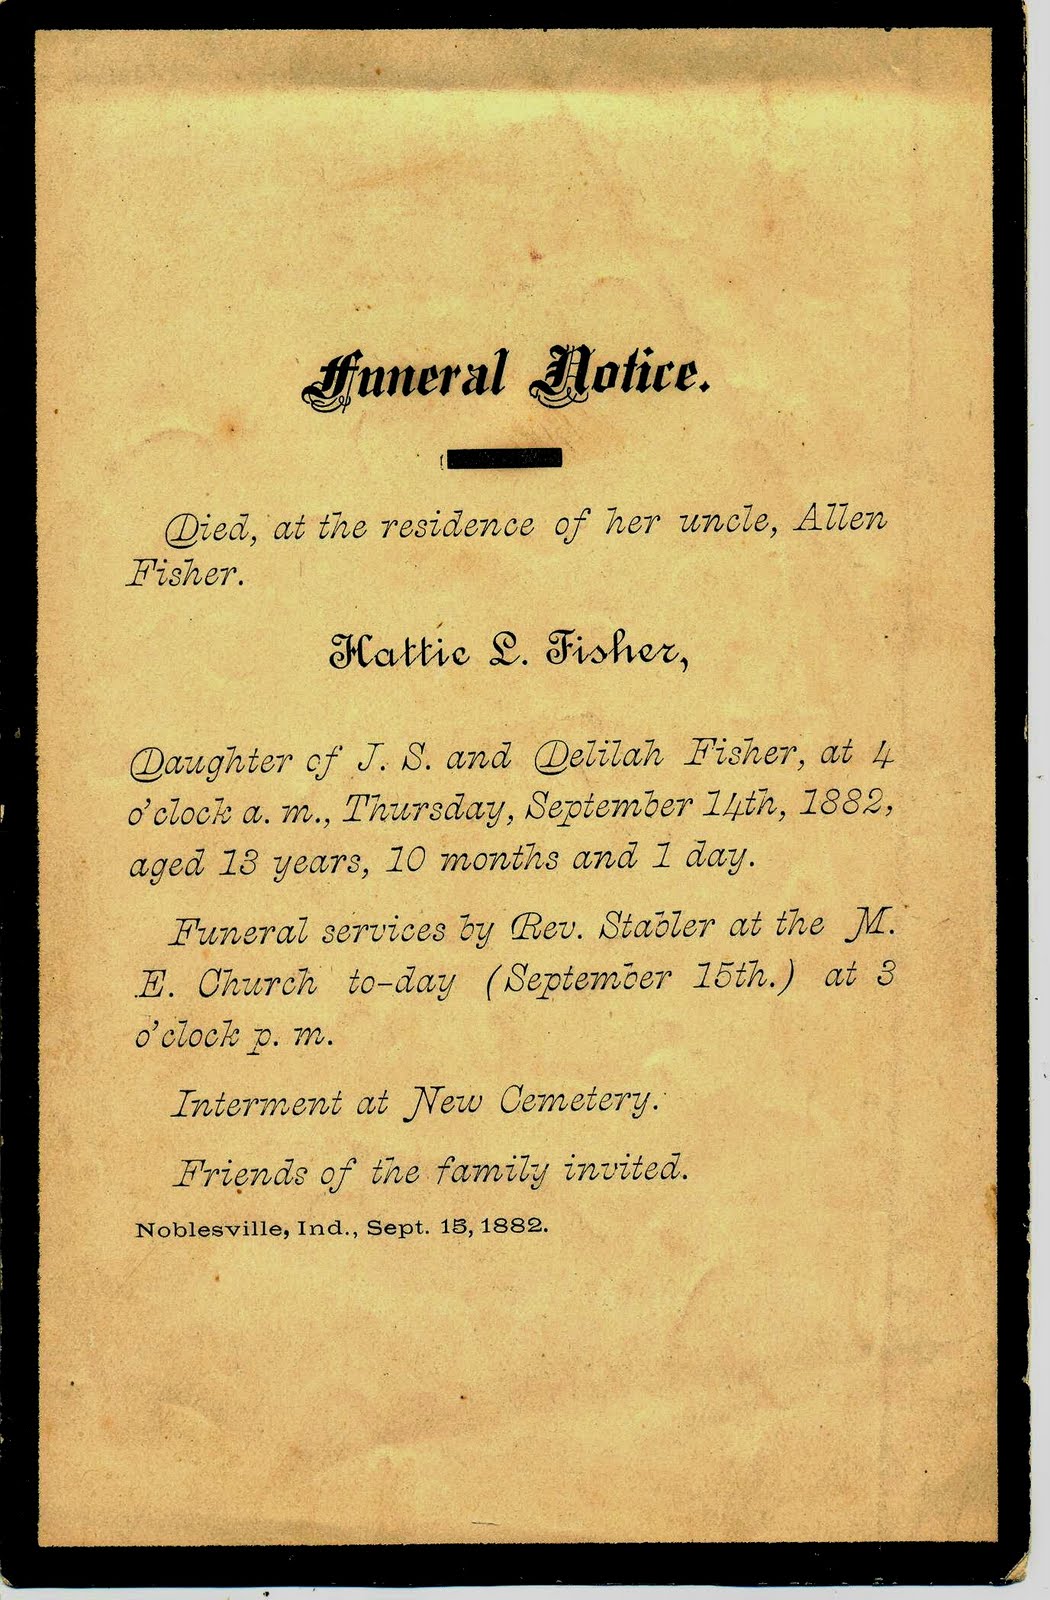 Funeral Notice.
Died, at the residence of her uncle, Allen
Fisher.
Hattie L. Fisher,
Daughter of J. S. and Delilah Fisher, at 4
o'clock a. m., Thursday, September 14th, 1882,
aged 13 years, 10 months and 1 day.
Funeral services by Rev. Stabler at the M.
E. Church to-day (September 15th.) at 3
o'clock p. m.
Interment at New Cemetery.
Friends of the family invited.
Noblesville, Ind., Sept. 15, 1882.